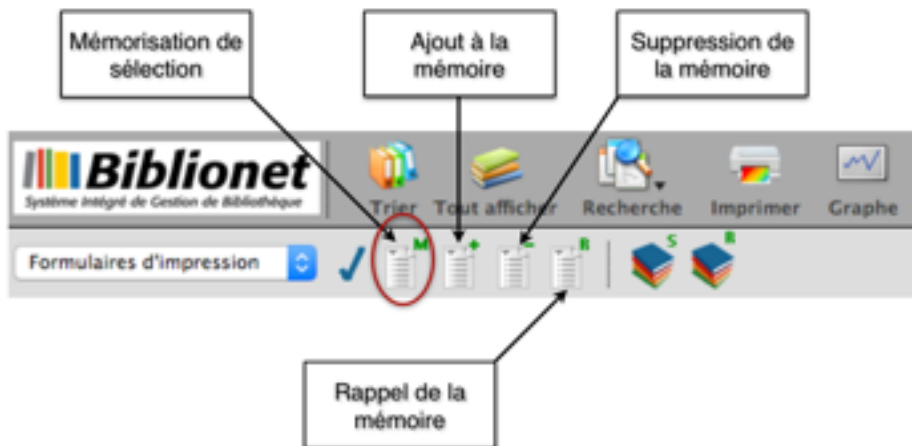 Mémorisation de
sélection
Ajout à la
mémoire
Suppression de
la mémoire
Biblionet
Système Intégré de Gestion de Bibliothèque
Trier Tout afficher Recherche Imprimer Graphe
Formulaires d'impression
M + - R S R
Rappel de la
mémoire